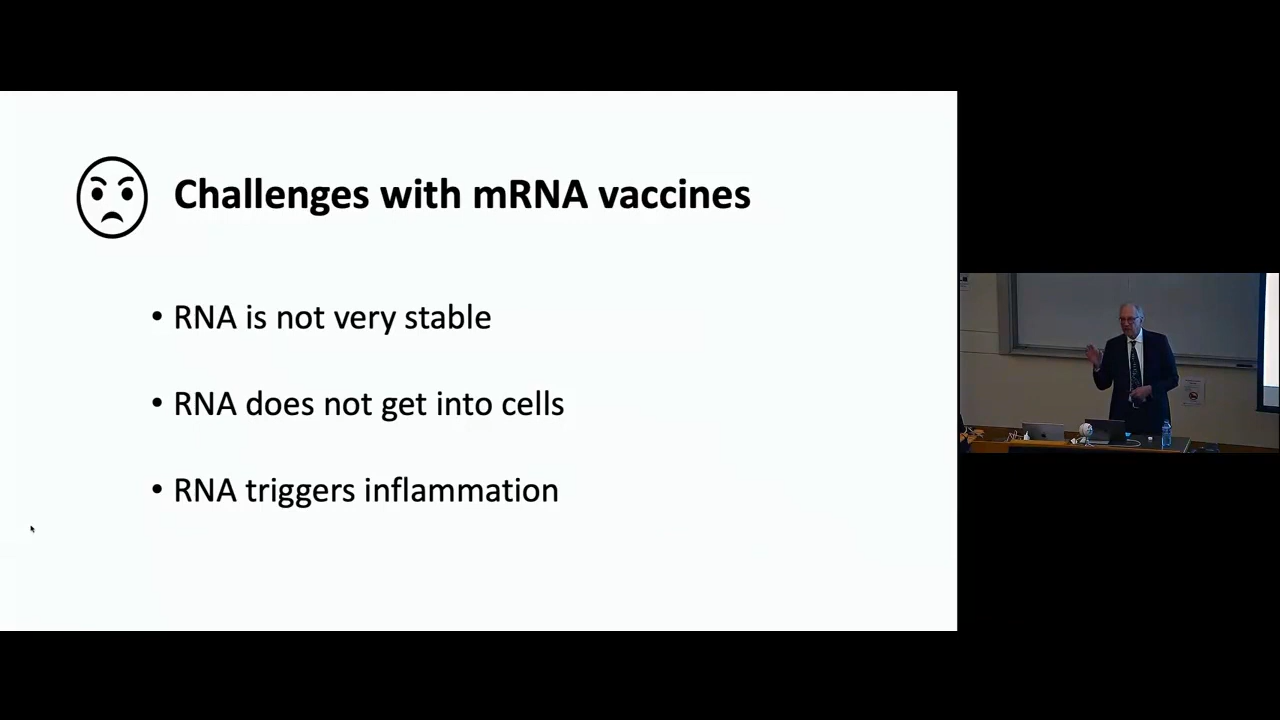 Challenges with mRNA vaccines
• RNA is not very stable
• RNA does not get into cells
• RNA triggers inflammation